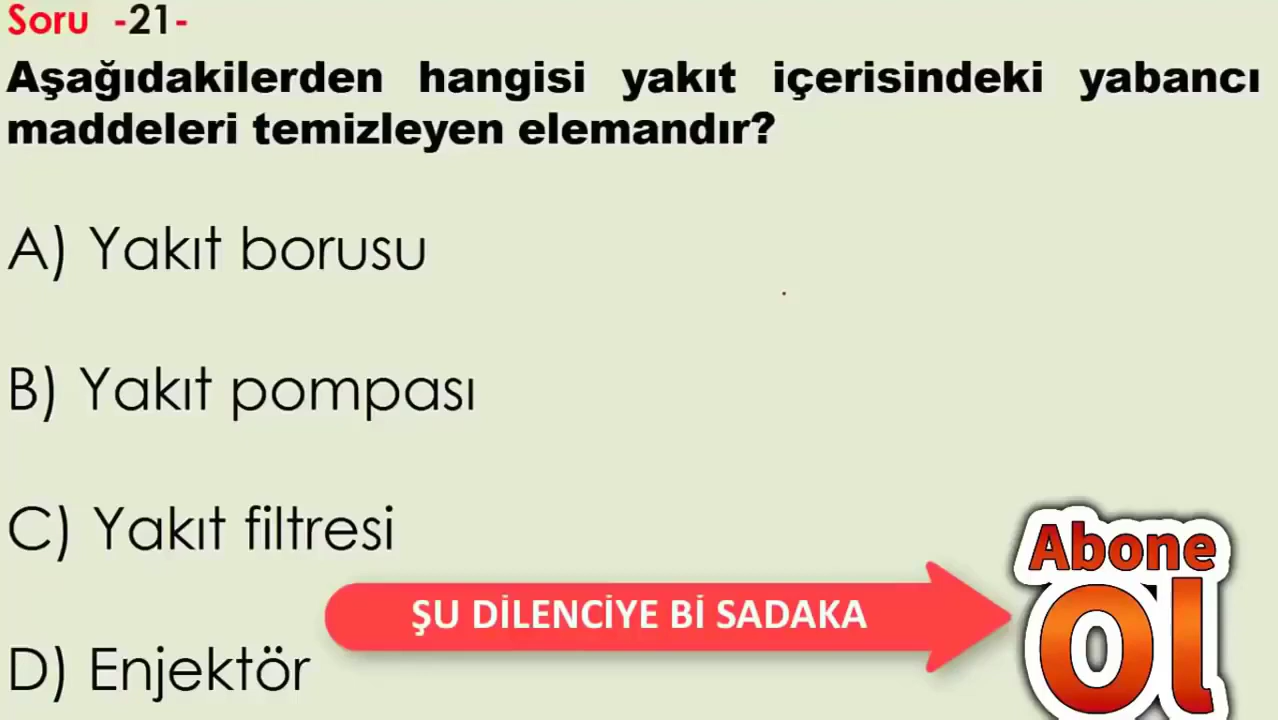 Soru -21-
Aşağıdakilerden hangisi yakıt içerisindeki yabancı
maddeleri temizleyen elemandır?
A) Yakıt borusu
B) Yakıt pompası
C) Yakıt filtresi
D) Enjektör
ŞU DİLENCİYE Bİ SADAKA
Abone
Ol